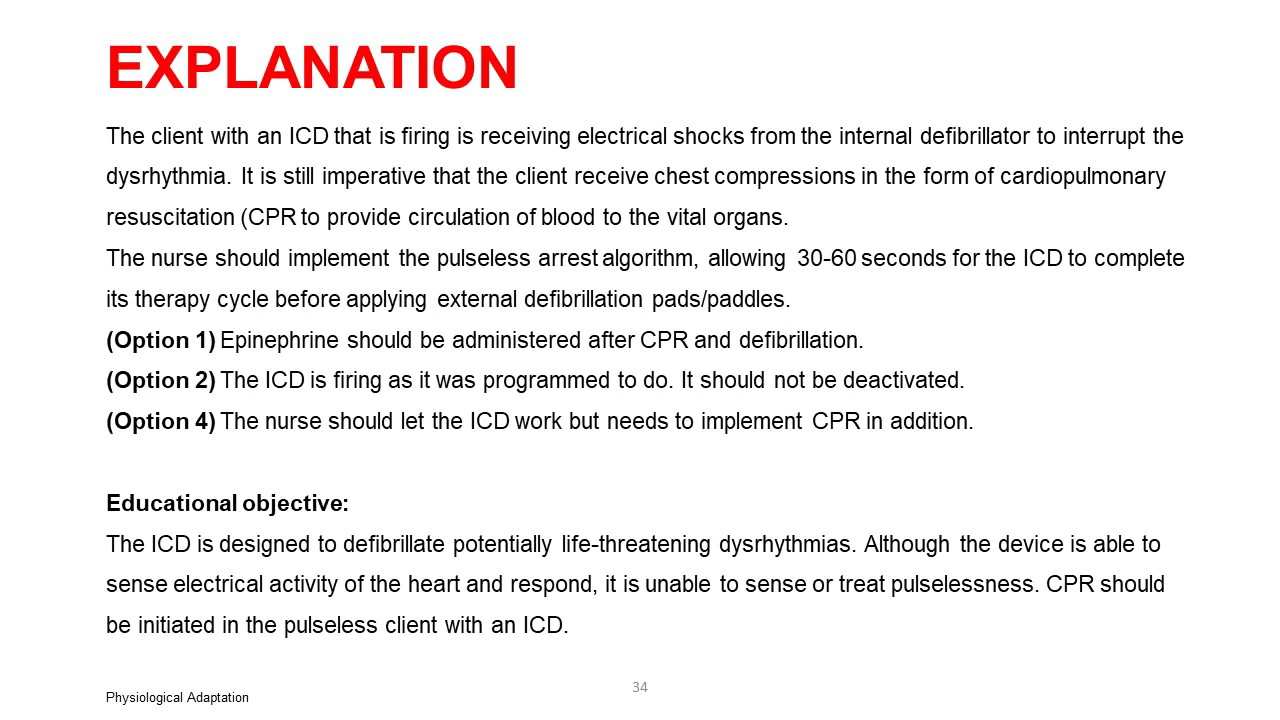 EXPLANATION
The client with an ICD that is firing is receiving electrical shocks from the internal defibrillator to interrupt the
dysrhythmia. It is still imperative that the client receive chest compressions in the form of cardiopulmonary
resuscitation (CPR to provide circulation of blood to the vital organs.
The nurse should implement the pulseless arrest algorithm, allowing 30-60 seconds for the ICD to complete
its therapy cycle before applying external defibrillation pads/paddles.
(Option 1) Epinephrine should be administered after CPR and defibrillation.
(Option 2) The ICD is firing as it was programmed to do. It should not be deactivated.
(Option 4) The nurse should let the ICD work but needs to implement CPR in addition.
Educational objective:
The ICD is designed to defibrillate potentially life-threatening dysrhythmias. Although the device is able to
sense electrical activity of the heart and respond, it is unable to sense or treat pulselessness. CPR should
be initiated in the pulseless client with an ICD.
34
Physiological Adaptation